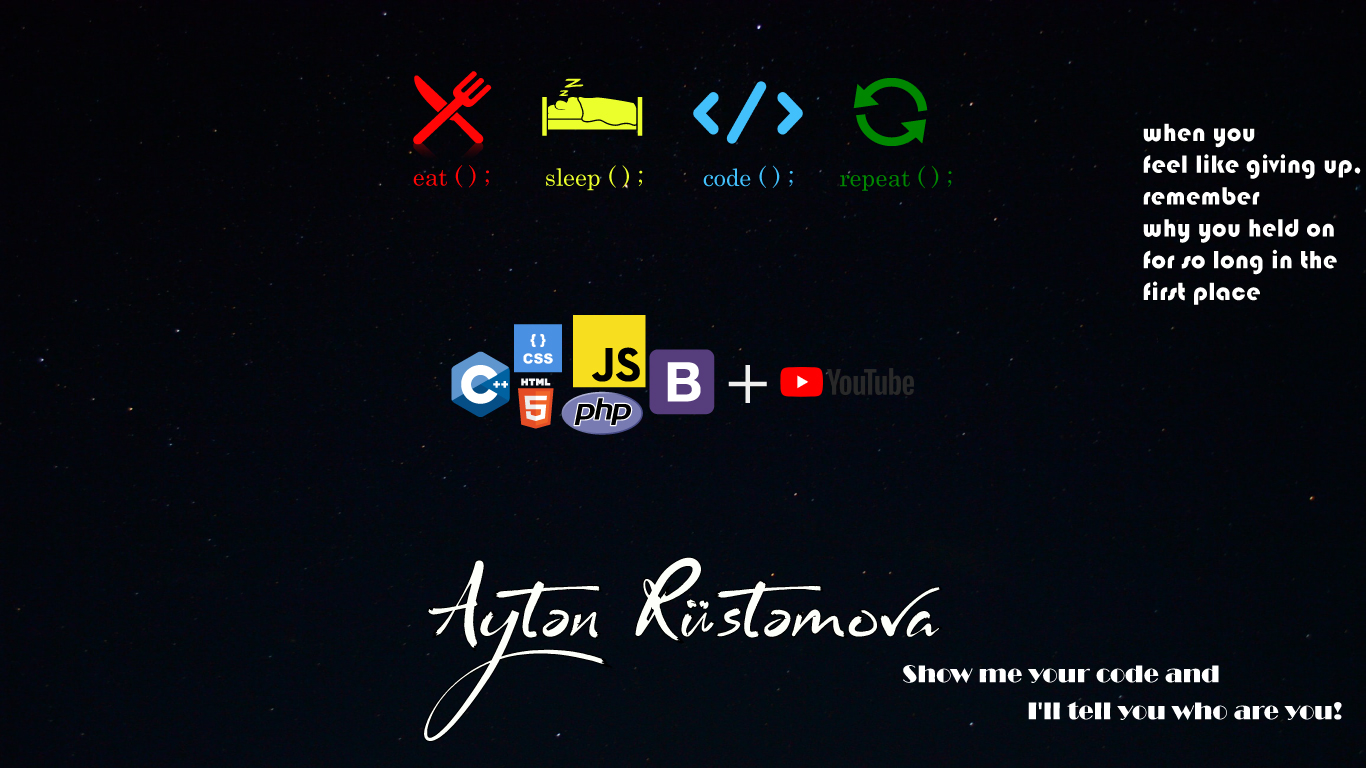 eat ( ) ;
sleep ( ) ;
code ( ) ;
repeat ( ) ;
when you
feel like giving up.
remember
why you held on
for so long in the
first place
C++
{ }
CSS
HTML
5
JS
php
B
+
YouTube
Aytən Rüstəmova
Show me your code and
I'll tell you who are you!